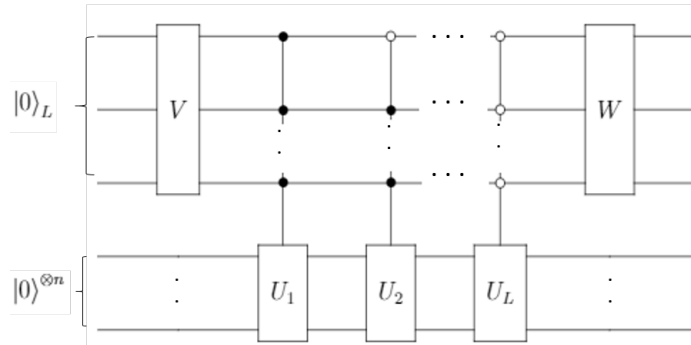 |0⟩_L
V
W
. . .
. . .
. . .
|0⟩^{⊗n}
U_1
U_2
U_L